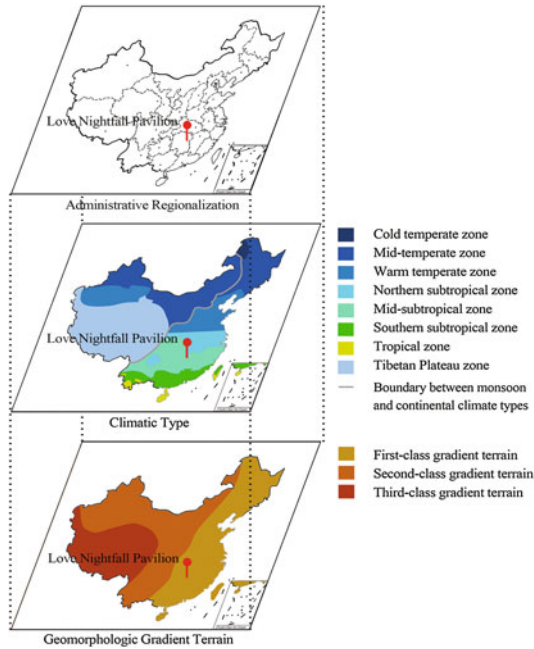 Love Nightfall Pavilion
Administrative Regionalization
Cold temperate zone
Mid-temperate zone
Warm temperate zone
Northern subtropical zone
Mid-subtropical zone
Southern subtropical zone
Tropical zone
Tibetan Plateau zone
Boundary between monsoon
and continental climate types
Love Nightfall Pavilion
Climatic Type
First-class gradient terrain
Second-class gradient terrain
Third-class gradient terrain
Love Nightfall Pavilion
Geomorphologic Gradient Terrain